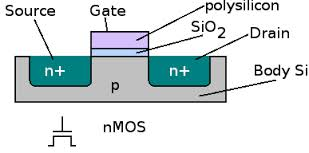 Source
Gate
polysilicon
SiO2
Drain
n+
n+
p
Body Si
nMOS